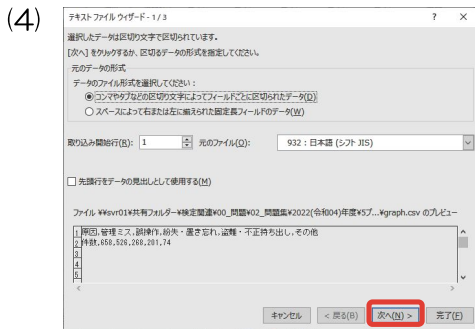 (4)
テキスト ファイル ウィザード - 1 / 3 ? ×
選択したデータは区切り文字で区切られています。
[次へ] をクリックするか、区切るデータの形式を指定してください。
元のデータの形式
データのファイル形式を選択してください：
コンマやタブなどの区切り文字によってフィールドごとに区切られたデータ(D)
スペースによって右または左に揃えられた固定長フィールドのデータ(W)
取り込み開始行(R): 1 元のファイル(O): 932 : 日本語 (シフト JIS)
先頭行をデータの見出しとして使用する(M)
ファイル ¥¥svr01¥共有フォルダー¥検定関連¥00_問題¥02_問題集¥2022(令和04)年度¥5プ...¥graph.csv のプレビュー
1 原因,管理ミス,誤操作,紛失・置き忘れ,盗難・不正持ち出し,その他
2 件数,658,526,268,201,74
3
4
5
キャンセル < 戻る(B) 次へ(N) > 完了(F)